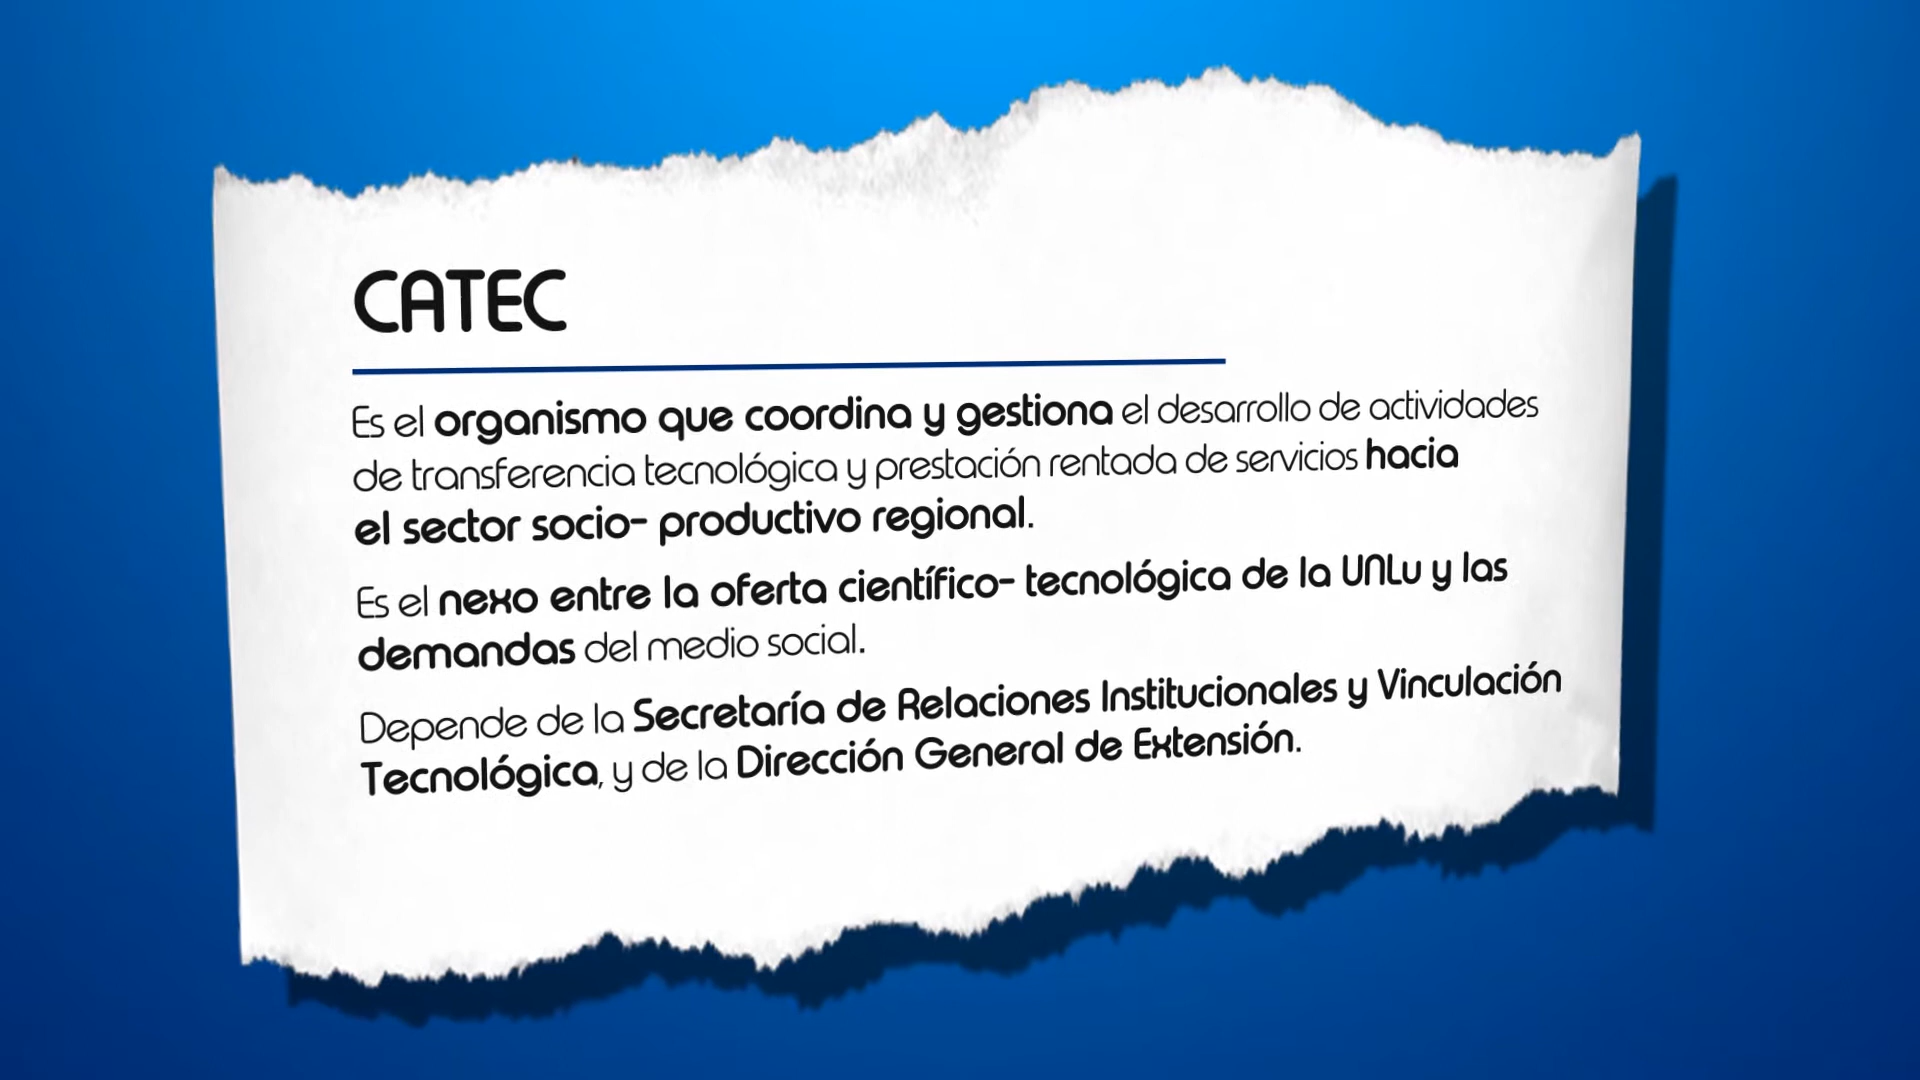 CATEC
Es el organismo que coordina y gestiona el desarrollo de actividades
de transferencia tecnológica y prestación rentada de servicios hacia
el sector socio- productivo regional.
Es el nexo entre la oferta científico- tecnológica de la UNLu y las
demandas del medio social.
Depende de la Secretaría de Relaciones Institucionales y Vinculación
Tecnológica, y de la Dirección General de Extensión.